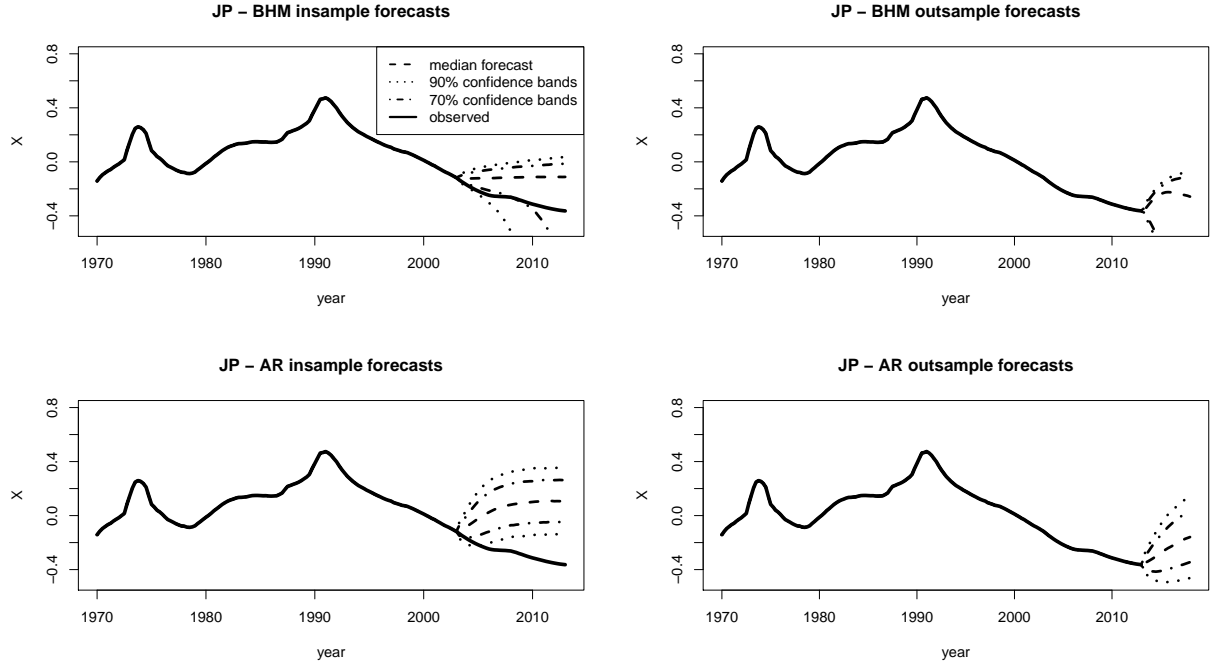 JP – BHM insample forecasts
X
0.8
0.4
0.0
−0.4
median forecast
90% confidence bands
70% confidence bands
observed
1970 1980 1990 2000 2010
year
JP – BHM outsample forecasts
X
0.8
0.4
0.0
−0.4
1970 1980 1990 2000 2010
year
JP – AR insample forecasts
X
0.8
0.4
0.0
−0.4
1970 1980 1990 2000 2010
year
JP – AR outsample forecasts
X
0.8
0.4
0.0
−0.4
1970 1980 1990 2000 2010
year